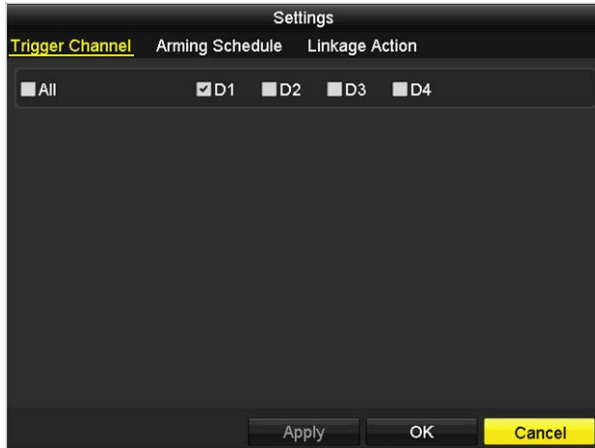 Settings
Trigger Channel Arming Schedule Linkage Action
All D1 D2 D3 D4
Apply OK Cancel